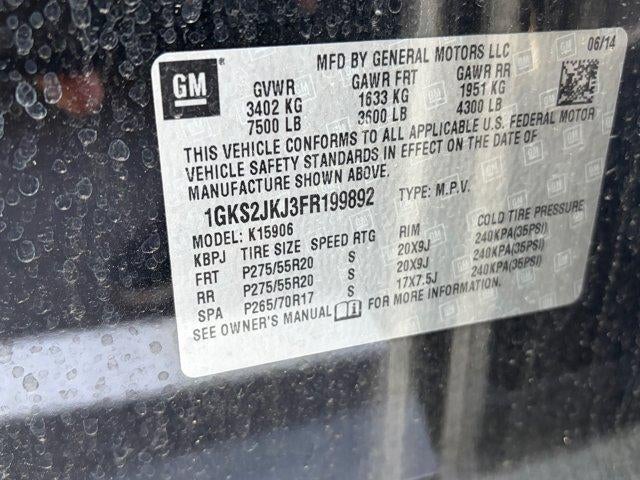 GM
MFD BY GENERAL MOTORS LLC 06/14
GVWR GAWR FRT GAWR RR
3402 KG 1633 KG 1951 KG
7500 LB 3600 LB 4300 LB
THIS VEHICLE CONFORMS TO ALL APPLICABLE U.S. FEDERAL MOTOR
VEHICLE SAFETY STANDARDS IN EFFECT ON THE DATE OF
MANUFACTURE SHOWN ABOVE.
1GKS2JKJ3FR199892 TYPE: M.P.V.
MODEL: K15906
KBPJ TIRE SIZE SPEED RTG RIM COLD TIRE PRESSURE
FRT P275/55R20 S 20X9J 240KPA(35PSI)
RR P275/55R20 S 20X9J 240KPA(35PSI)
SPA P265/70R17 S 17X7.5J 240KPA(35PSI)
SEE OWNER'S MANUAL FOR MORE INFORMATION.